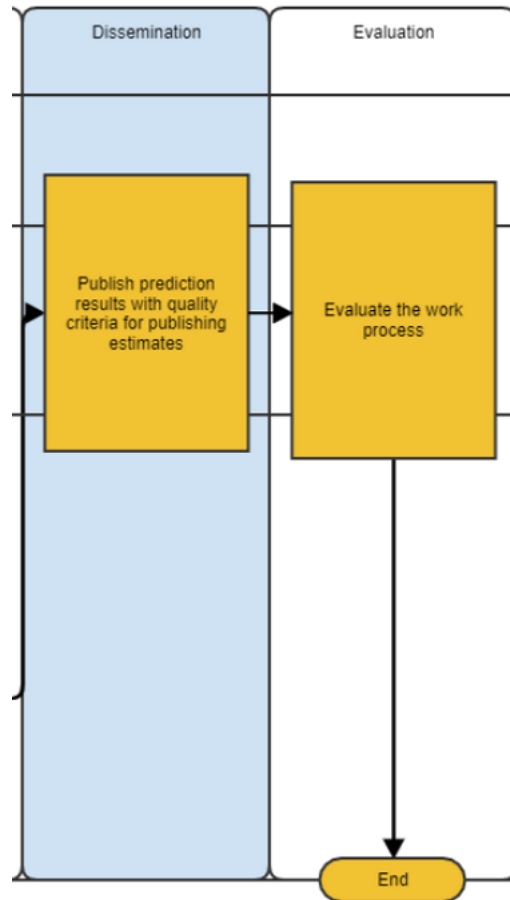 Dissemination
Evaluation
Publish prediction
results with quality
criteria for publishing
estimates
Evaluate the work
process
End